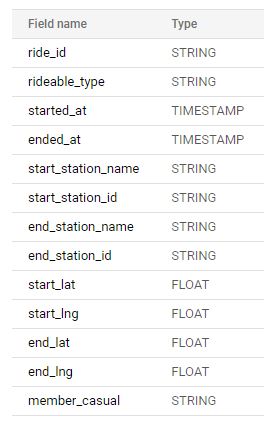 Field name Type
ride_id STRING
rideable_type STRING
started_at TIMESTAMP
ended_at TIMESTAMP
start_station_name STRING
start_station_id STRING
end_station_name STRING
end_station_id STRING
start_lat FLOAT
start_lng FLOAT
end_lat FLOAT
end_lng FLOAT
member_casual STRING